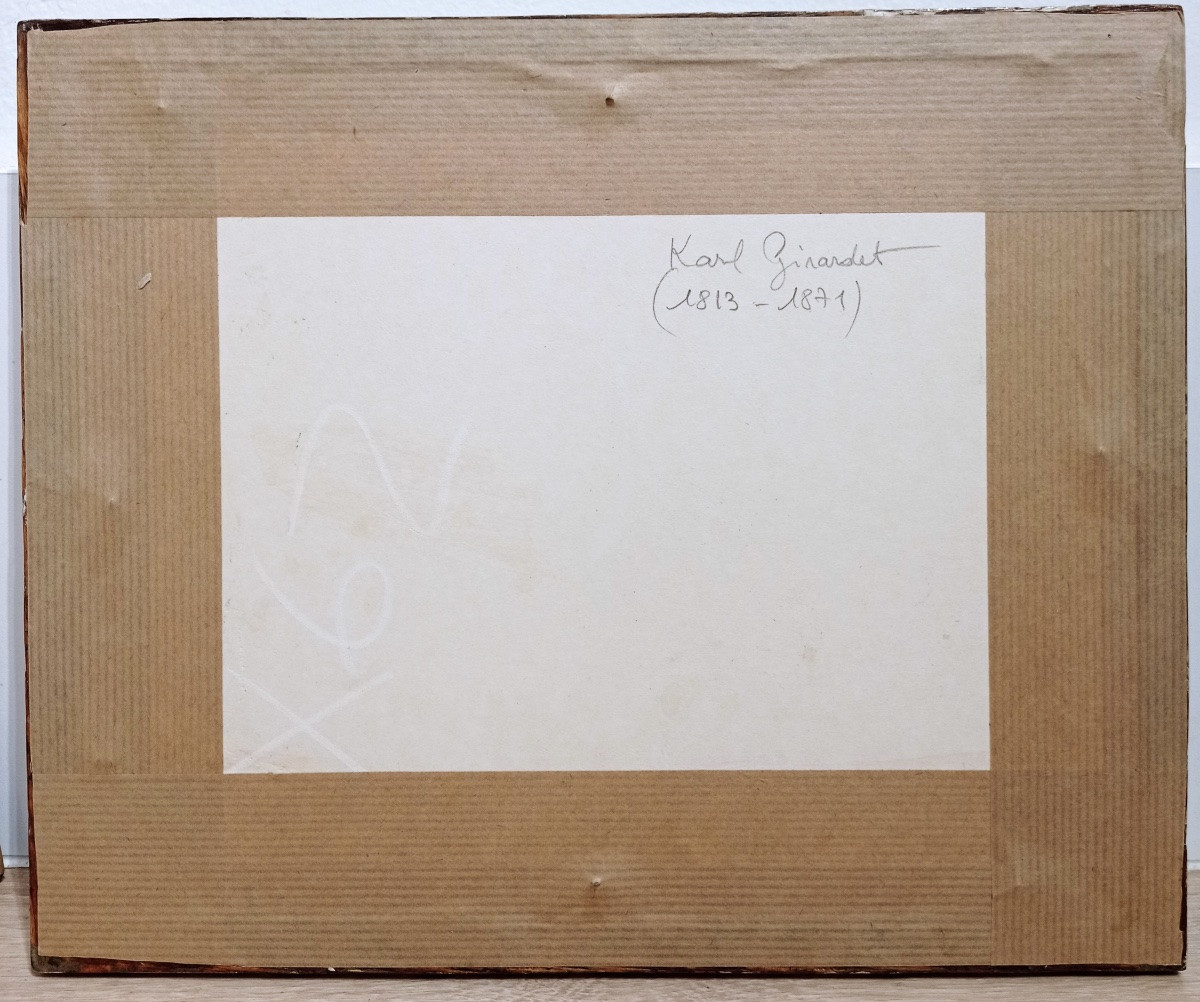 Karl Girardet
(1813 - 1871)